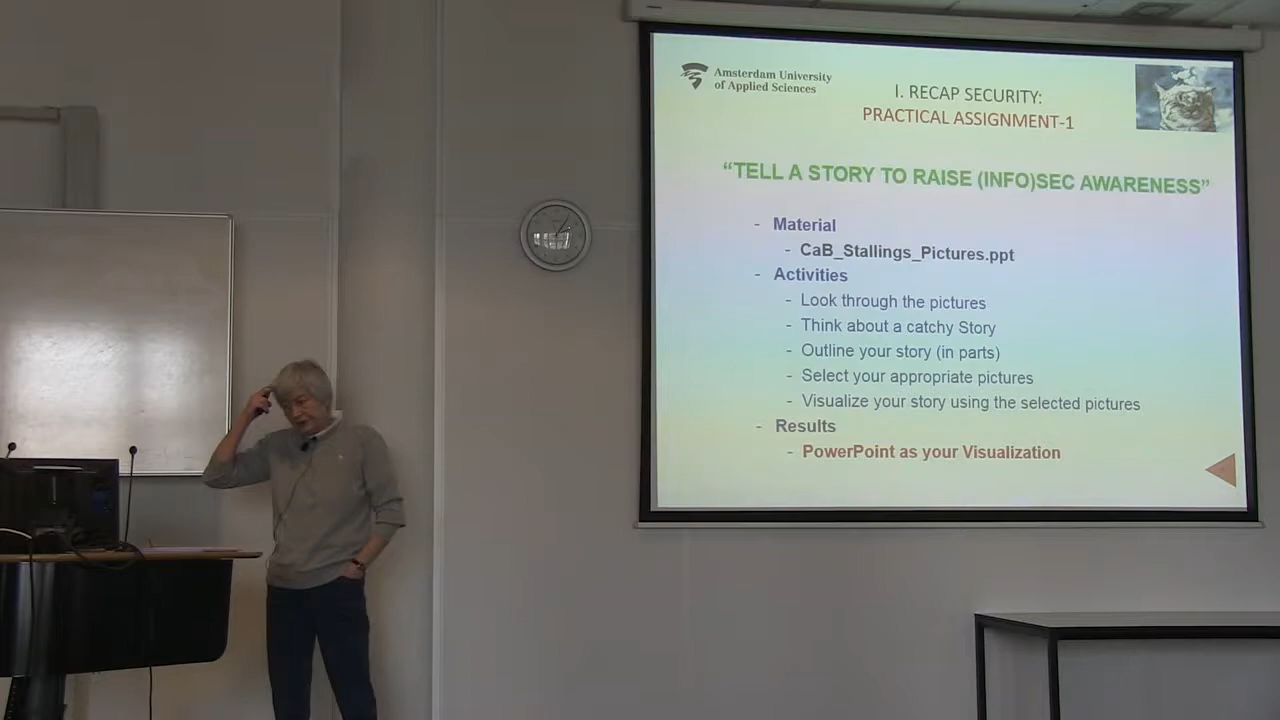 Amsterdam University
of Applied Sciences
I. RECAP SECURITY:
PRACTICAL ASSIGNMENT-1
“TELL A STORY TO RAISE (INFO)SEC AWARENESS”
- Material
- CaB_Stallings_Pictures.ppt
- Activities
- Look through the pictures
- Think about a catchy Story
- Outline your story (in parts)
- Select your appropriate pictures
- Visualize your story using the selected pictures
- Results
- PowerPoint as your Visualization